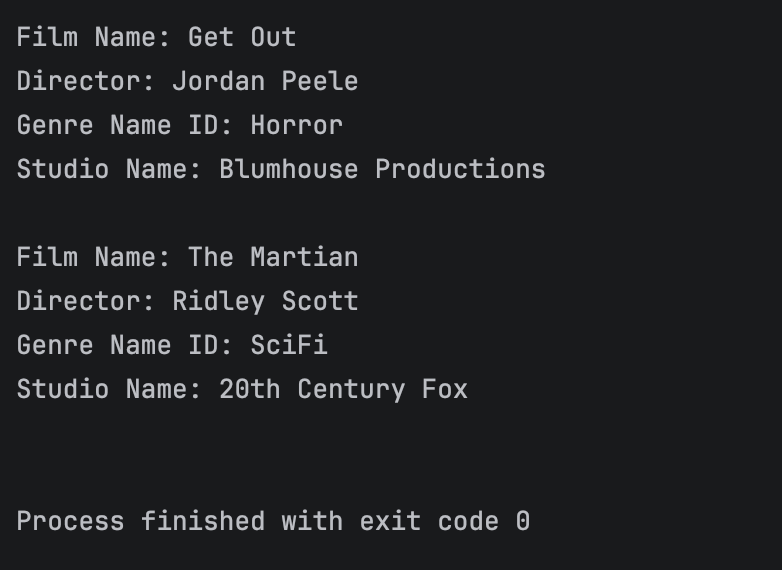 Film Name: Get Out
Director: Jordan Peele
Genre Name ID: Horror
Studio Name: Blumhouse Productions
Film Name: The Martian
Director: Ridley Scott
Genre Name ID: SciFi
Studio Name: 20th Century Fox
Process finished with exit code 0